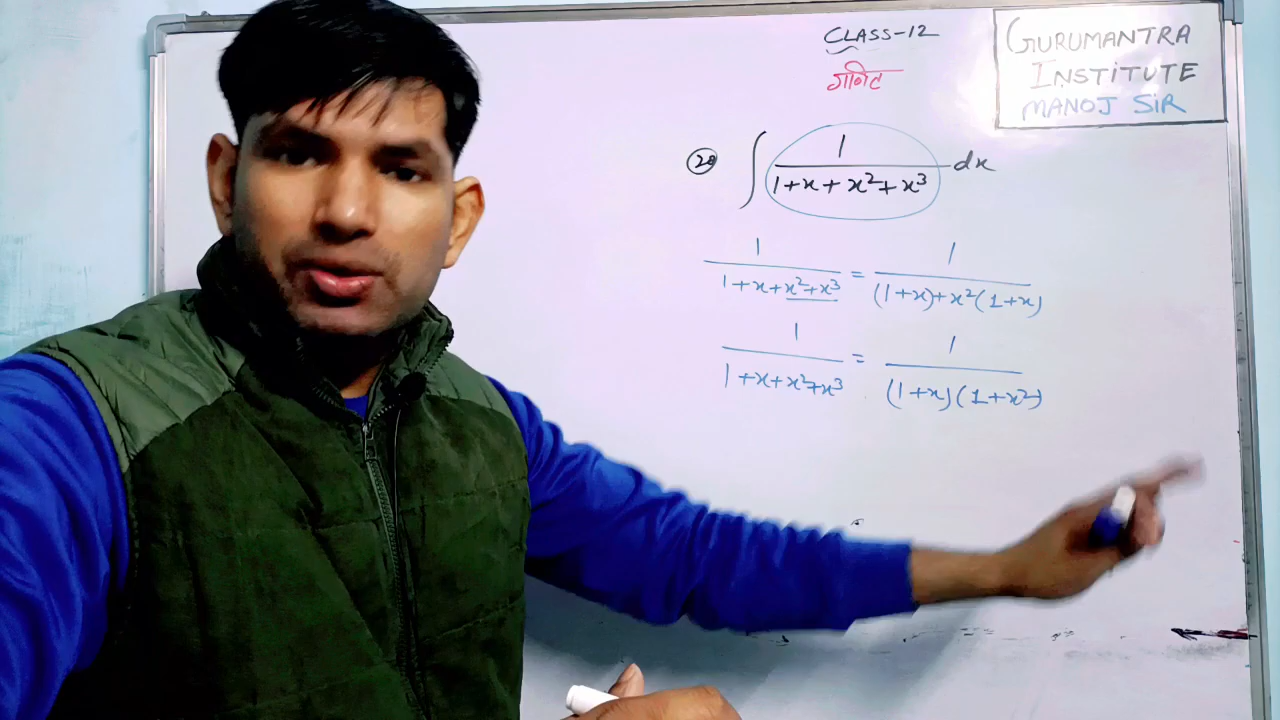 CLASS-12
गणित
GURUMANTRA
INSTITUTE
MANOJ SIR
(28) ∫ 1/(1+x+x²+x³) dx
1/(1+x+x²+x³) = 1/((1+x)+x²(1+x))
1/(1+x+x²+x³) = 1/((1+x)(1+x²))